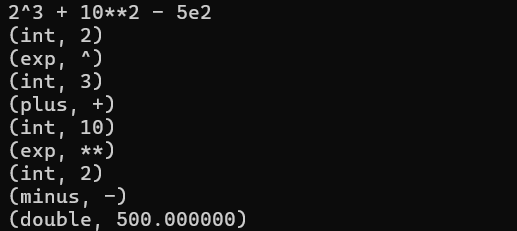 2^3 + 10**2 - 5e2
(int, 2)
(exp, ^)
(int, 3)
(plus, +)
(int, 10)
(exp, **)
(int, 2)
(minus, -)
(double, 500.000000)